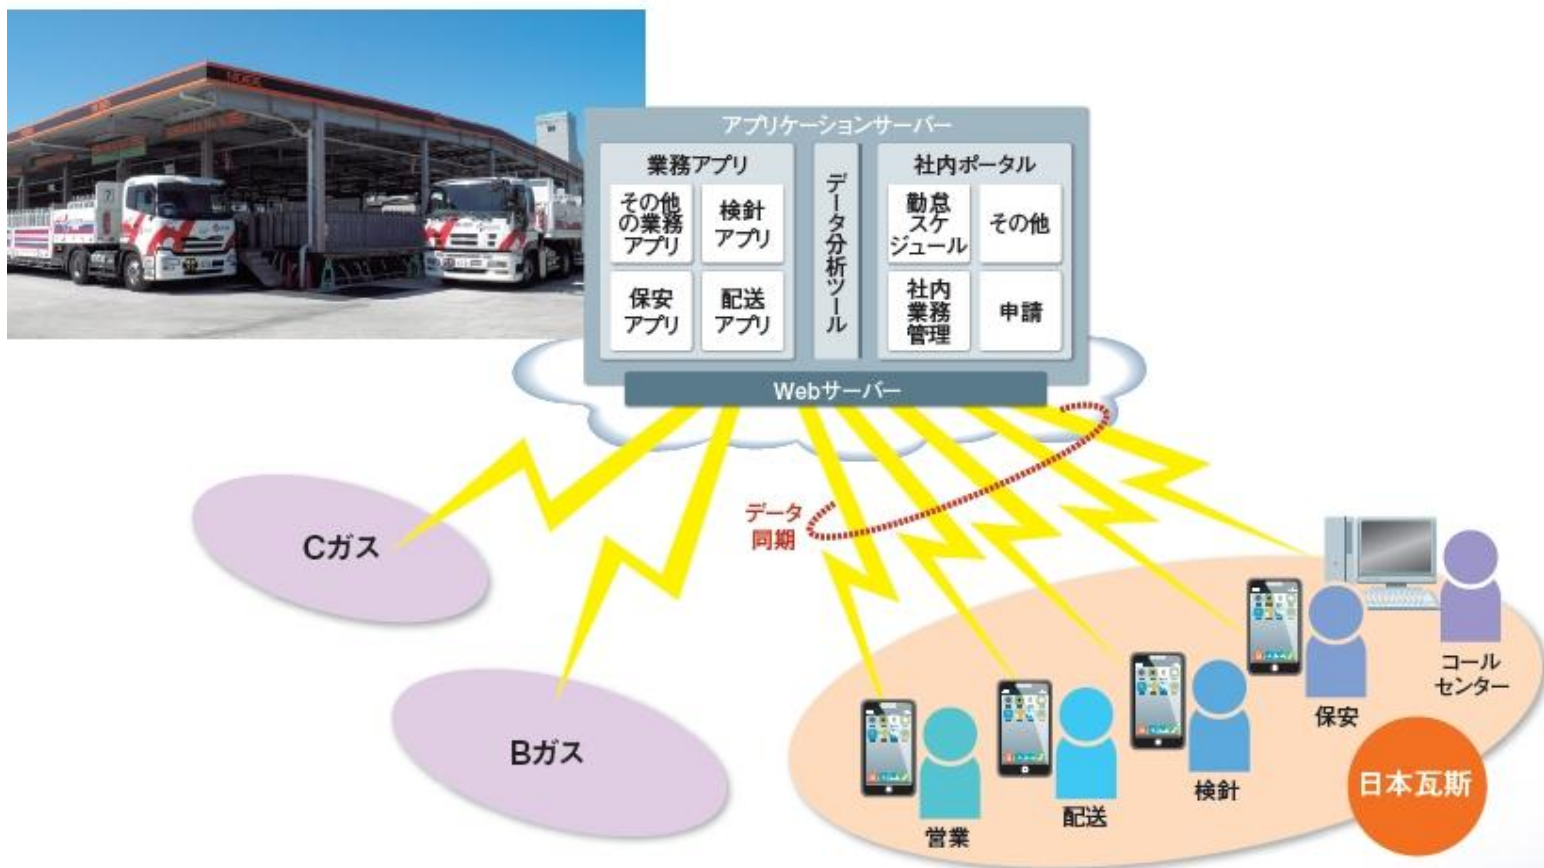 アプリケーションサーバー
業務アプリ
その他
の業務
アプリ
検針
アプリ
保安
アプリ
配送
アプリ
データ分析ツール
社内ポータル
勤怠
スケ
ジュール
その他
社内
業務
管理
申請
Webサーバー
データ
同期
Cガス
Bガス
営業
配送
検針
保安
コール
センター
日本瓦斯